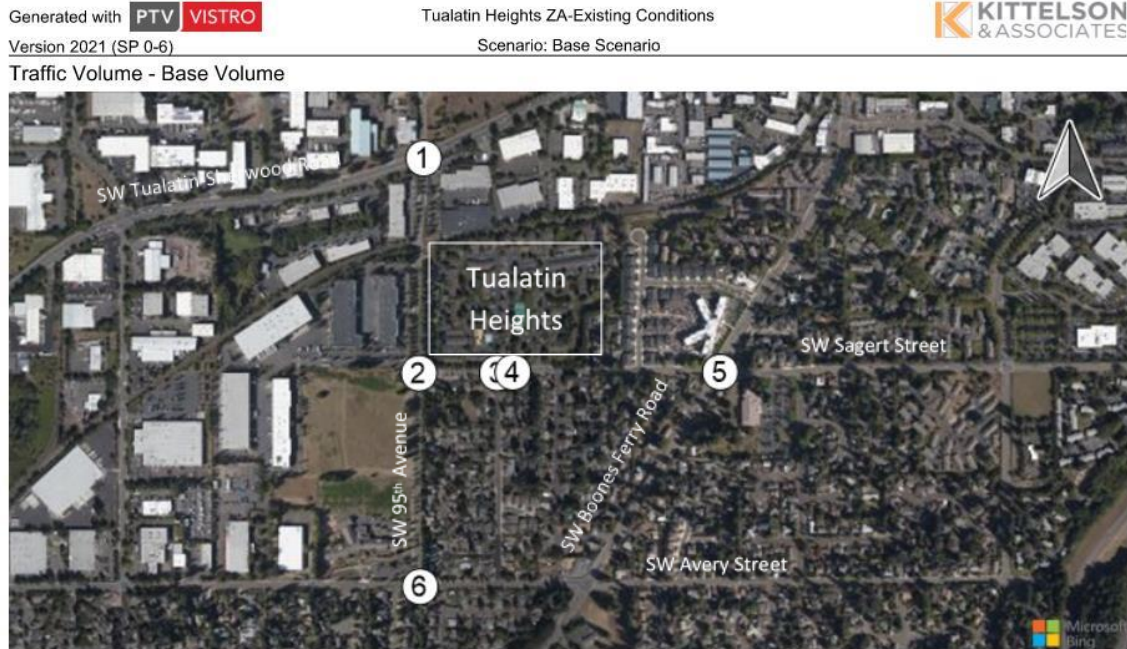 Generated with PTV VISTRO
Tualatin Heights ZA-Existing Conditions
KITTELSON
& ASSOCIATES
Version 2021 (SP 0-6)
Scenario: Base Scenario
Traffic Volume - Base Volume
1
SW Tualatin-Sherwood Road
Tualatin
Heights
SW Sagert Street
2
3
4
5
SW 95th Avenue
SW Boones Ferry Road
SW Avery Street
6
Microsoft
Bing